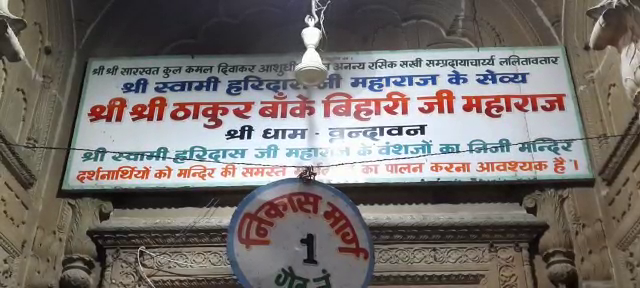 श्री श्री सारस्वत कुल कमल दिवाकर आशुधी अनन्य रसिक सखी सम्प्रदायाचार्य्य ललितावतार
श्री स्वामी हरिदास जी महाराज के सेव्य
श्री श्री ठाकुर बाँके बिहारी जी महाराज
श्री धाम - वृन्दावन
श्री स्वामी हरिदास जी महाराज के वंशजों का निजी मन्दिर
दर्शनार्थियों को मन्दिर की समस्त का पालन करना आवश्यक है।
निकास मार्ग
1
गेट नं.